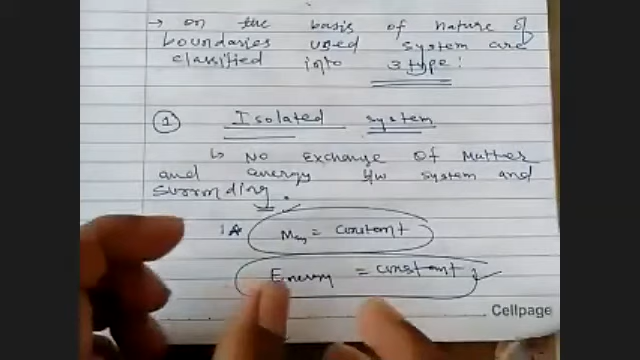 → on the basis of nature of
boundaries used system are
classified into 3 type:
① Isolated system
↳ No exchange of Matter
and energy b/w system and
surrounding.
= constant
Energy = constant
Cellpage